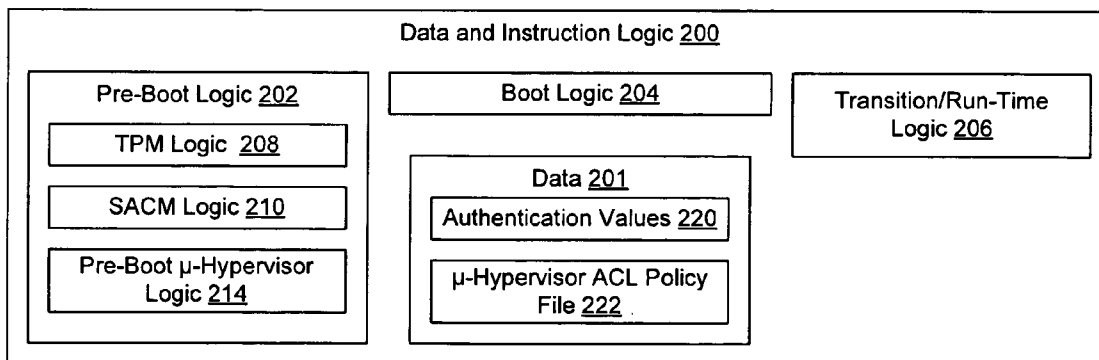 Data and Instruction Logic 200
Pre-Boot Logic 202
TPM Logic 208
SACM Logic 210
Pre-Boot µ-Hypervisor
Logic 214
Boot Logic 204
Data 201
Authentication Values 220
µ-Hypervisor ACL Policy
File 222
Transition/Run-Time
Logic 206